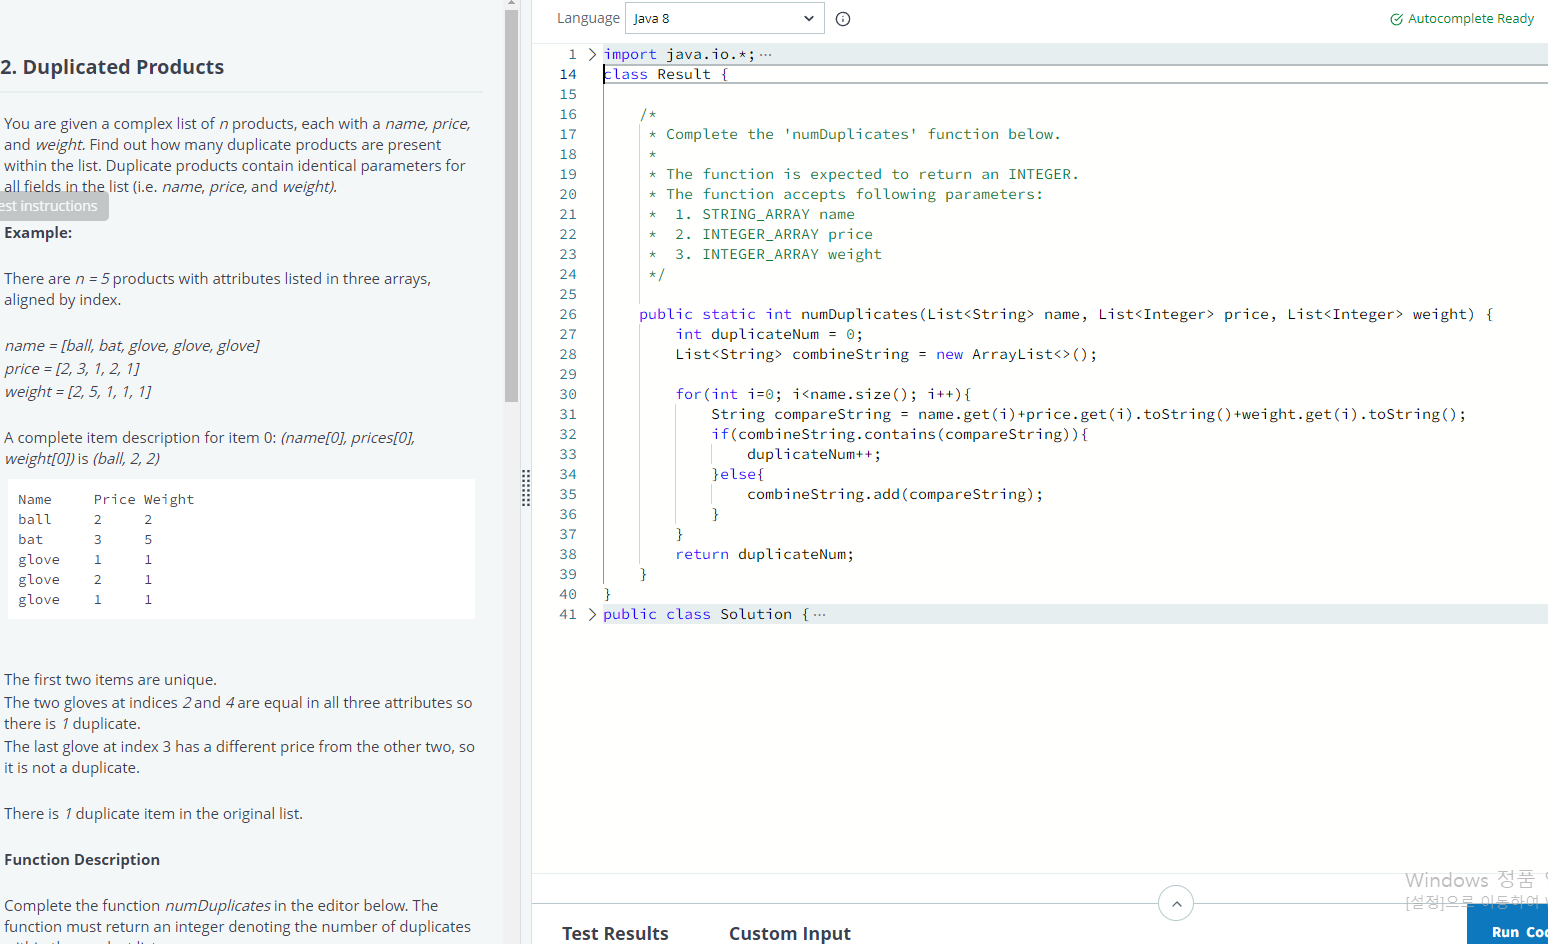 Language
Java 8
Autocomplete Ready
2. Duplicated Products
You are given a complex list of n products, each with a name, price,
and weight. Find out how many duplicate products are present
within the list. Duplicate products contain identical parameters for
all fields in the list (i.e. name, price, and weight).
est instructions
Example:
There are n = 5 products with attributes listed in three arrays,
aligned by index.
name = [ball, bat, glove, glove, glove]
price = [2, 3, 1, 2, 1]
weight = [2, 5, 1, 1, 1]
A complete item description for item 0: (name[0], prices[0],
weight[0]) is (ball, 2, 2)
Name Price Weight
ball 2 2
bat 3 5
glove 1 1
glove 2 1
glove 1 1
The first two items are unique.
The two gloves at indices 2 and 4 are equal in all three attributes so
there is 1 duplicate.
The last glove at index 3 has a different price from the other two, so
it is not a duplicate.
There is 1 duplicate item in the original list.
Function Description
Complete the function numDuplicates in the editor below. The
function must return an integer denoting the number of duplicates
1 import java.io.*; ···
14 class Result {
15
16 /*
17 * Complete the 'numDuplicates' function below.
18 *
19 * The function is expected to return an INTEGER.
20 * The function accepts following parameters:
21 * 1. STRING_ARRAY name
22 * 2. INTEGER_ARRAY price
23 * 3. INTEGER_ARRAY weight
24 */
25
26 public static int numDuplicates(List<String> name, List<Integer> price, List<Integer> weight) {
27 int duplicateNum = 0;
28 List<String> combineString = new ArrayList<>();
29
30 for(int i=0; i<name.size(); i++){
31 String compareString = name.get(i)+price.get(i).toString()+weight.get(i).toString();
32 if(combineString.contains(compareString)){
33 duplicateNum++;
34 }else{
35 combineString.add(compareString);
36 }
37 }
38 return duplicateNum;
39 }
40 }
41 public class Solution { ···
Windows 정품
[설정]으로 이동하여
Test Results
Custom Input
Run Co